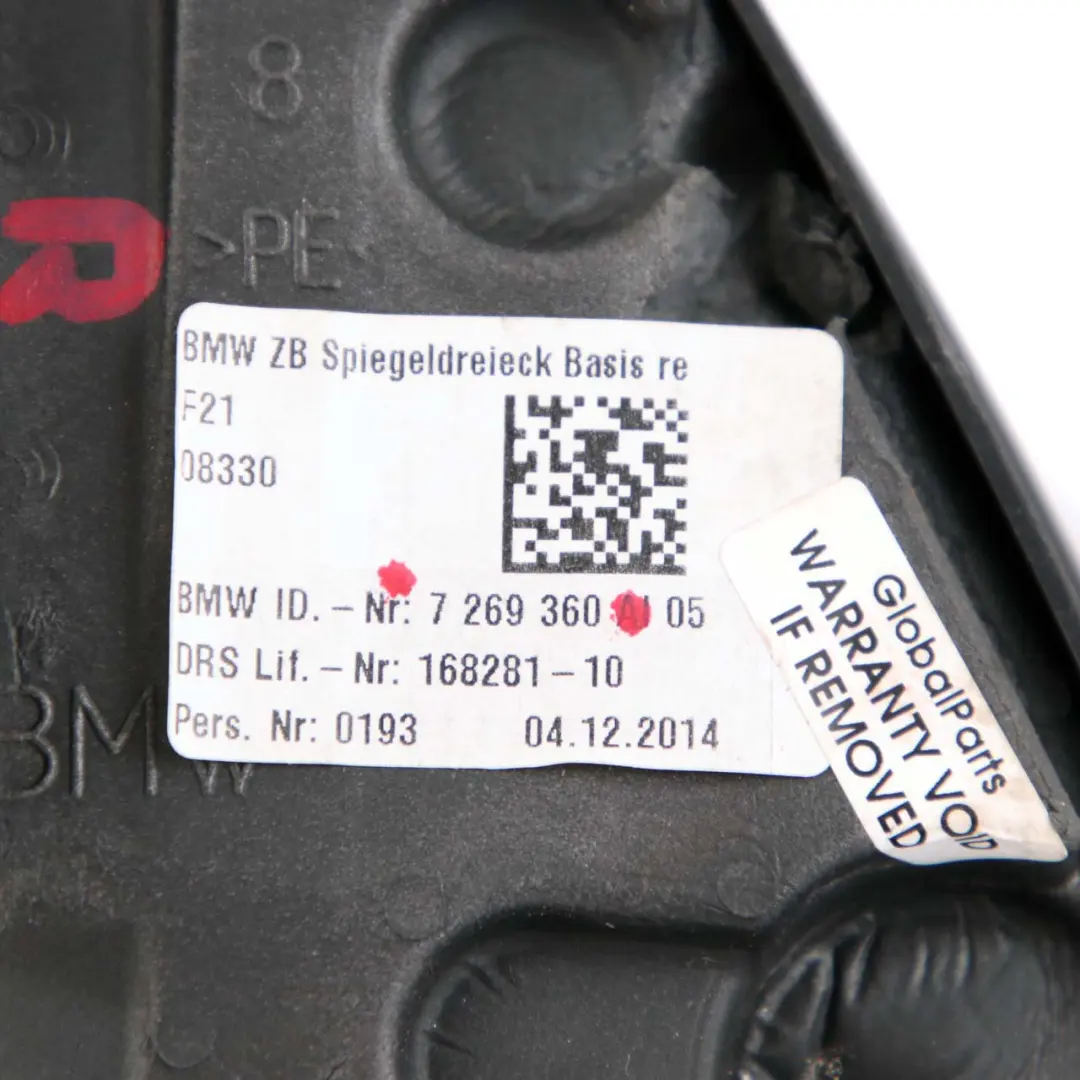 8
>PE
R
BMW ZB Spiegeldreieck Basis re
F21
08330
BMW ID. - Nr: 7 269 360 AI 05
DRS Lif. - Nr: 168281-10
Pers. Nr: 0193 04.12.2014
BMW
GlobalParts
WARRANTY VOID
IF REMOVED